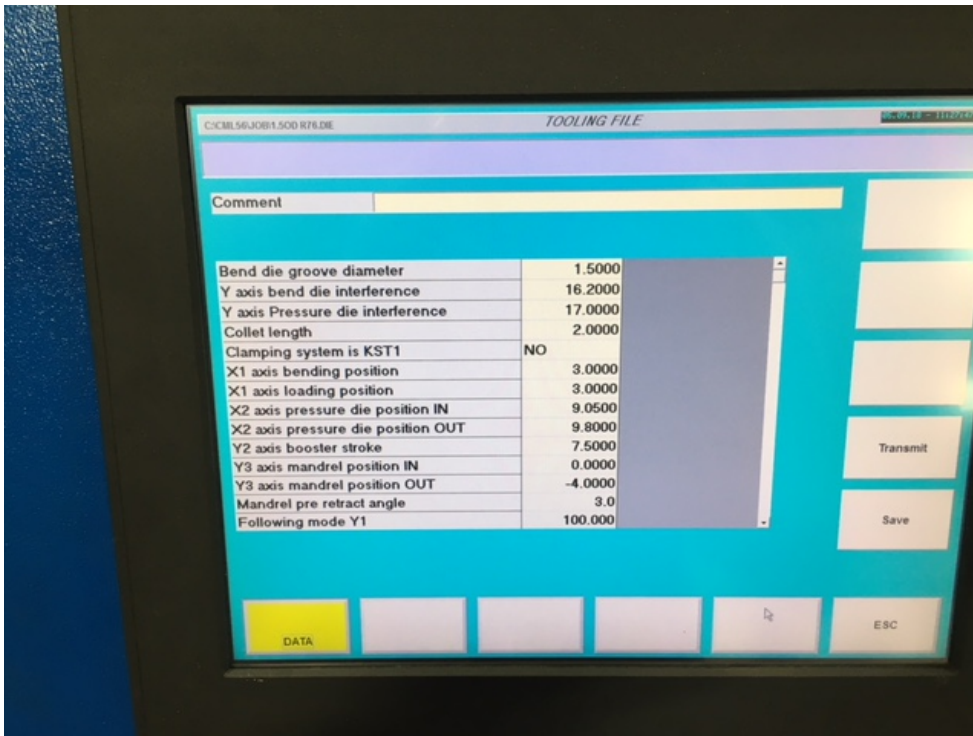 C:\CML56\JOB\1.5OD R76.DIE TOOLING FILE 05.09.18 -
Comment
Bend die groove diameter 1.5000
Y axis bend die interference 16.2000
Y axis Pressure die interference 17.0000
Collet length 2.0000
Clamping system is KST1 NO
X1 axis bending position 3.0000
X1 axis loading position 3.0000
X2 axis pressure die position IN 9.0500
X2 axis pressure die position OUT 9.8000
Y2 axis booster stroke 7.5000
Y3 axis mandrel position IN 0.0000
Y3 axis mandrel position OUT -4.0000
Mandrel pre retract angle 3.0
Following mode Y1 100.000
Transmit
Save
DATA
ESC